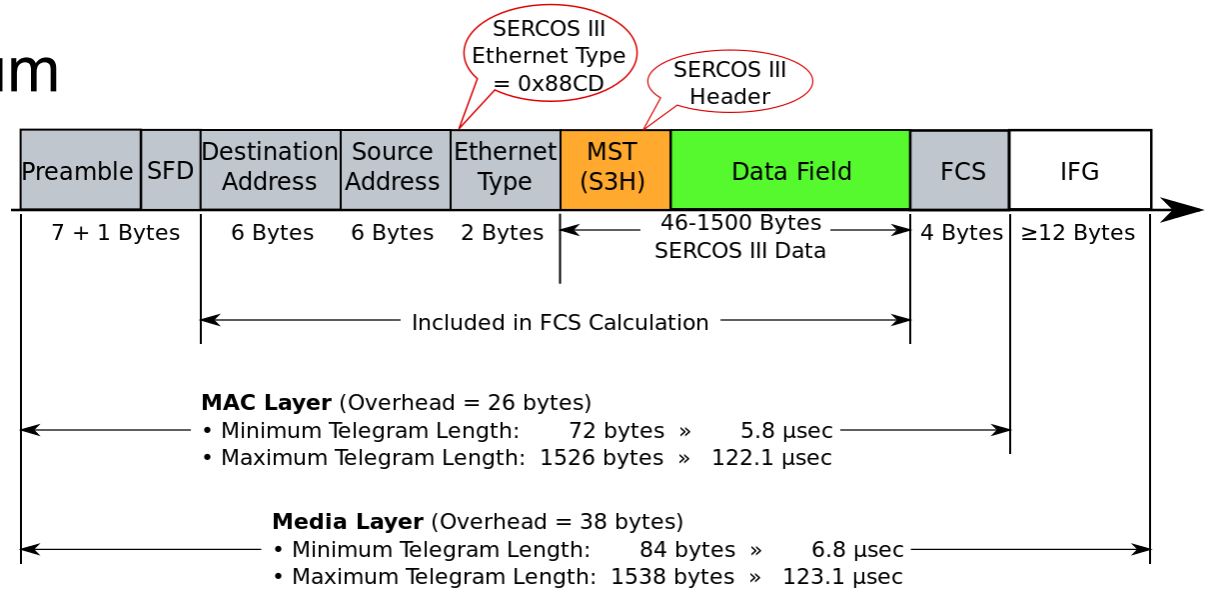 SERCOS III
Ethernet Type
= 0x88CD
SERCOS III
Header
Preamble
SFD
Destination
Address
Source
Address
Ethernet
Type
MST
(S3H)
Data Field
FCS
IFG
7 + 1 Bytes
6 Bytes
6 Bytes
2 Bytes
46-1500 Bytes
SERCOS III Data
4 Bytes
≥12 Bytes
Included in FCS Calculation
MAC Layer (Overhead = 26 bytes)
• Minimum Telegram Length: 72 bytes » 5.8 µsec
• Maximum Telegram Length: 1526 bytes » 122.1 µsec
Media Layer (Overhead = 38 bytes)
• Minimum Telegram Length: 84 bytes » 6.8 µsec
• Maximum Telegram Length: 1538 bytes » 123.1 µsec